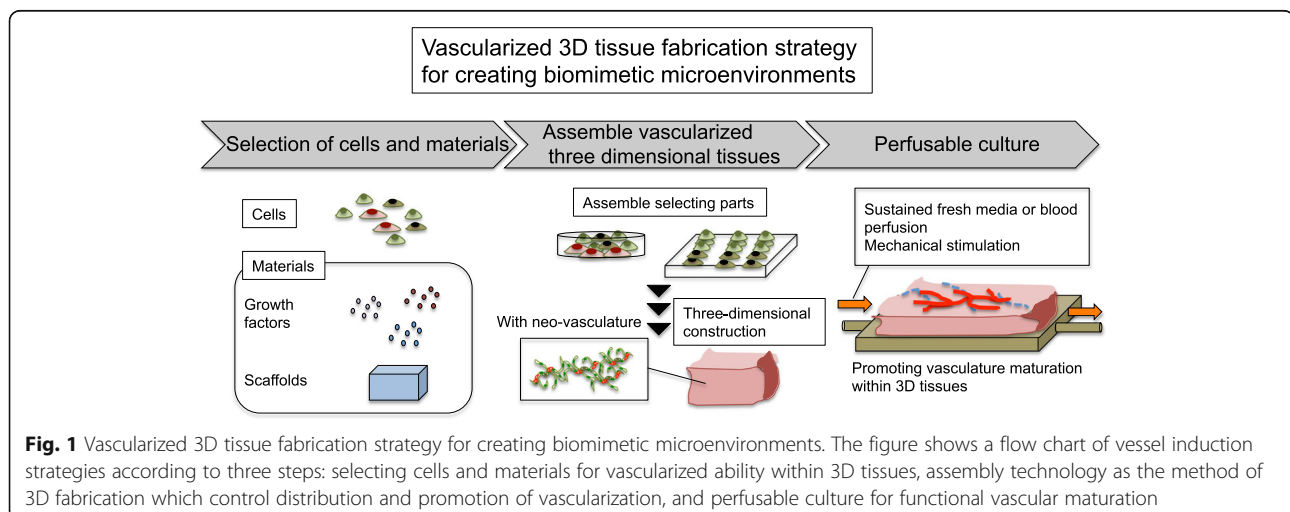 Vascularized 3D tissue fabrication strategy
for creating biomimetic microenvironments
Selection of cells and materials
Assemble vascularized
three dimensional tissues
Perfusable culture
Cells
Materials
Growth
factors
Scaffolds
Assemble selecting parts
With neo-vasculature
Three-dimensional
construction
Sustained fresh media or blood
perfusion
Mechanical stimulation
Promoting vasculature maturation
within 3D tissues
Fig. 1 Vascularized 3D tissue fabrication strategy for creating biomimetic microenvironments. The figure shows a flow chart of vessel induction
strategies according to three steps: selecting cells and materials for vascularized ability within 3D tissues, assembly technology as the method of
3D fabrication which control distribution and promotion of vascularization, and perfusable culture for functional vascular maturation